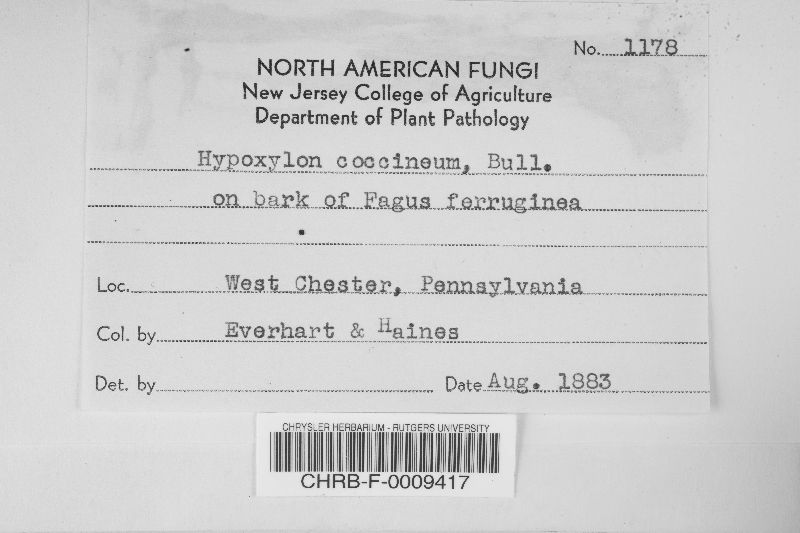 No. 1178
NORTH AMERICAN FUNGI
New Jersey College of Agriculture
Department of Plant Pathology
Hypoxylon coccineum, Bull.
on bark of Fagus ferruginea
Loc. West Chester, Pennsylvania
Col. by Everhart & Haines
Det. by Date Aug. 1883
CHRYSLER HERBARIUM - RUTGERS UNIVERSITY
CHRB-F-0009417